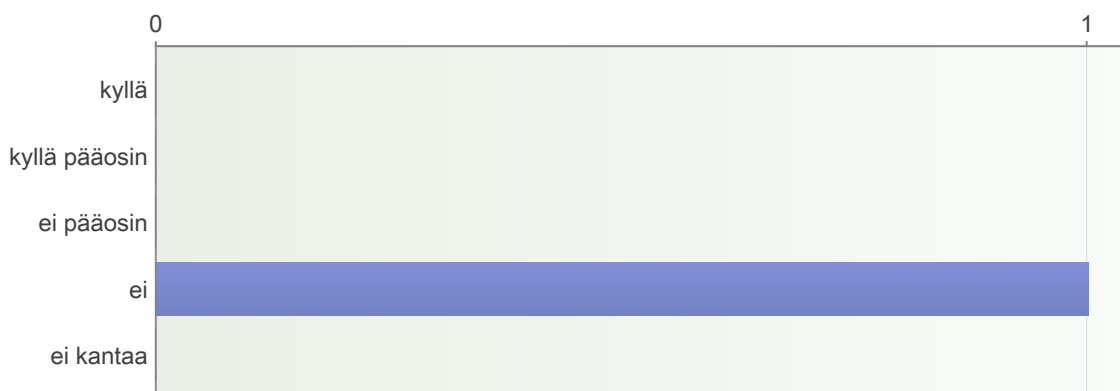 0 1
kyllä
kyllä pääosin
ei pääosin
ei
ei kantaa